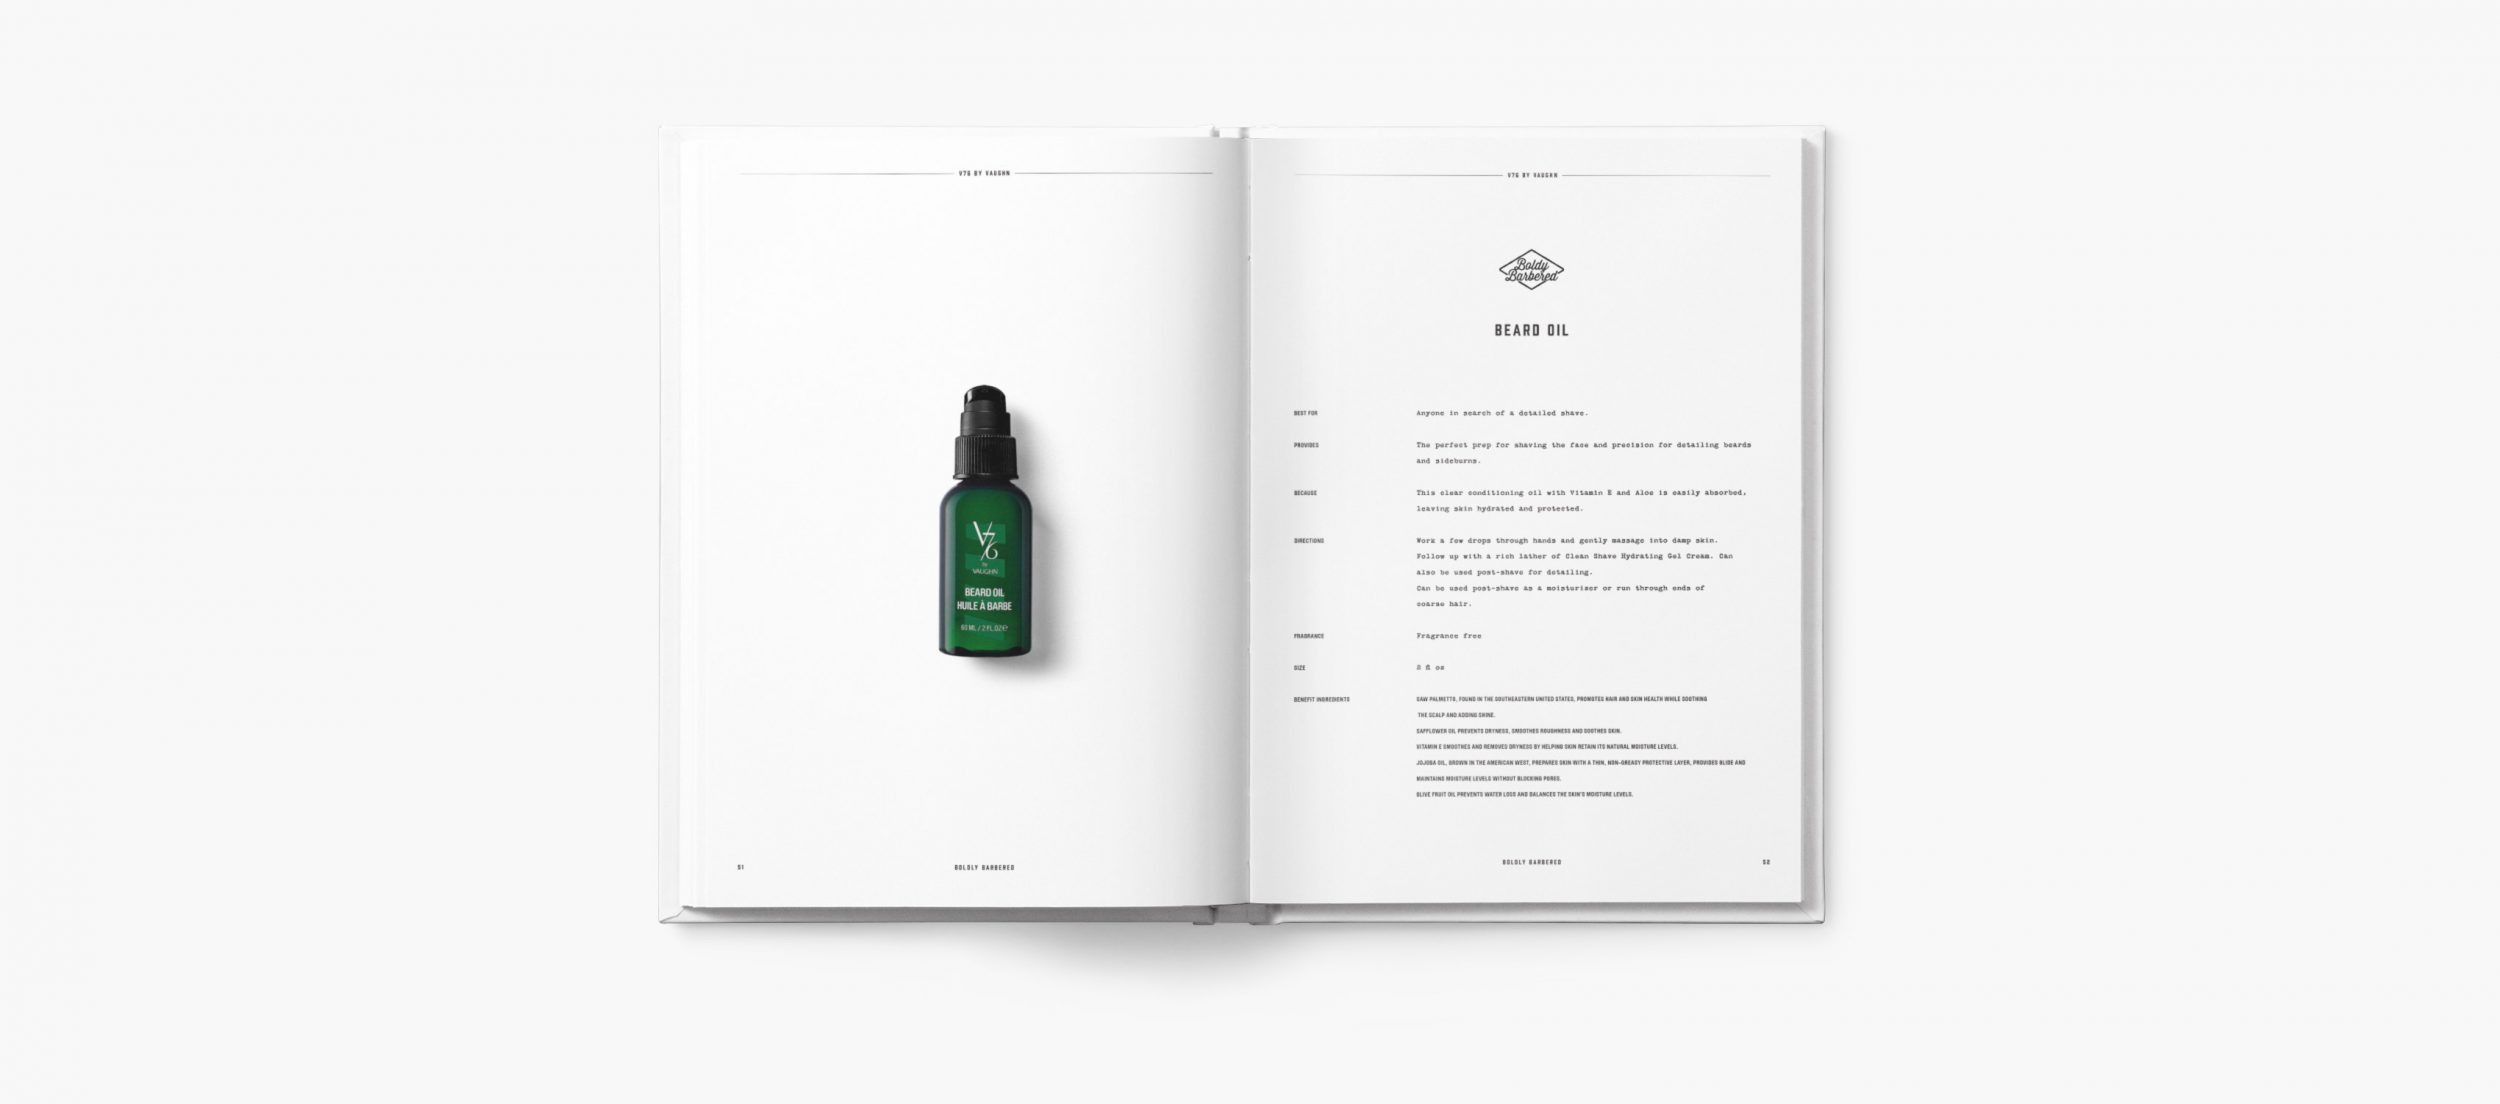 V76 BY VAUGHN
V76
by
VAUGHN
BEARD OIL
HUILE À BARBE
60 ML / 2 FL.OZ ℮
51
BOLDLY BARBERED
V76 BY VAUGHN
Boldy
Barbered
BEARD OIL
BEST FOR
Anyone in search of a detailed shave.
PROVIDES
The perfect prep for shaving the face and precision for detailing beards
and sideburns.
BECAUSE
This clear conditioning oil with Vitamin E and Aloe is easily absorbed,
leaving skin hydrated and protected.
DIRECTIONS
Work a few drops through hands and gently massage into damp skin.
Follow up with a rich lather of Clean Shave Hydrating Gel Cream. Can
also be used post-shave for detailing.
Can be used post-shave as a moisturizer or run through ends of
coarse hair.
FRAGRANCE
Fragrance free
SIZE
2 fl oz
BENEFIT INGREDIENTS
SAW PALMETTO, FOUND IN THE SOUTHEASTERN UNITED STATES, PROMOTES HAIR AND SKIN HEALTH WHILE SOOTHING
THE SCALP AND ADDING SHINE.
SAFFLOWER OIL PREVENTS DRYNESS, SMOOTHES ROUGHNESS AND SOOTHES SKIN.
VITAMIN E SMOOTHES AND REMOVES DRYNESS BY HELPING SKIN RETAIN ITS NATURAL MOISTURE LEVELS.
JOJOBA OIL, GROWN IN THE AMERICAN WEST, PREPARES SKIN WITH A THIN, NON-GREASY PROTECTIVE LAYER, PROVIDES GLIDE AND
MAINTAINS MOISTURE LEVELS WITHOUT BLOCKING PORES.
OLIVE FRUIT OIL PREVENTS WATER LOSS AND BALANCES THE SKIN'S MOISTURE LEVELS.
BOLDLY BARBERED
52